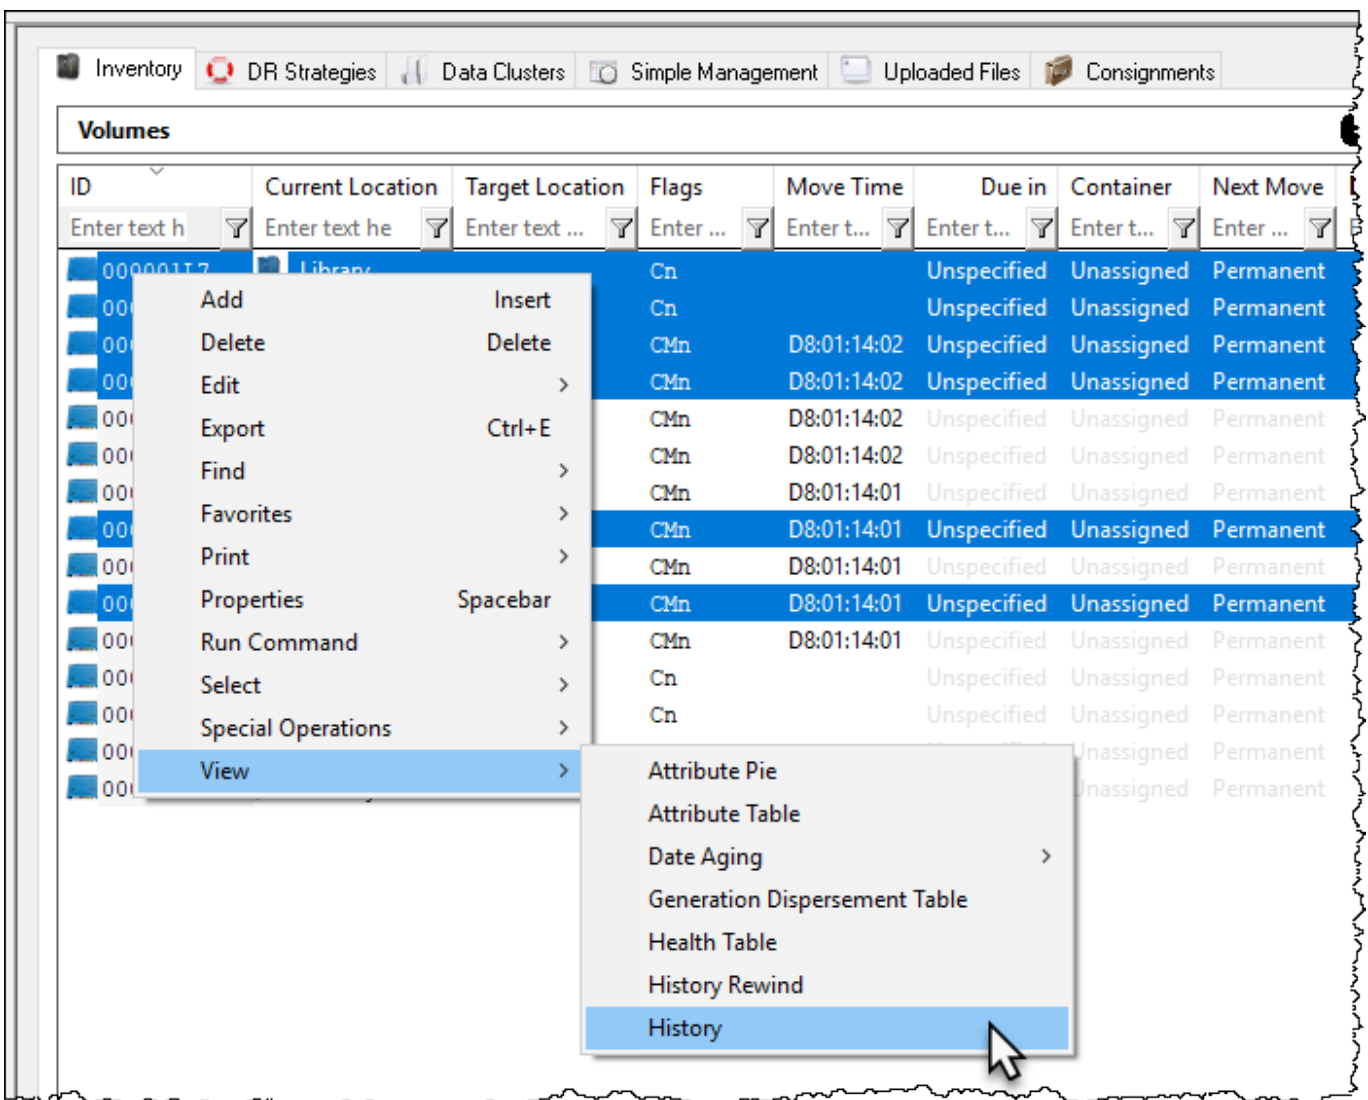 Inventory DR Strategies Data Clusters Simple Management Uploaded Files Consignments
Volumes
ID Current Location Target Location Flags Move Time Due in Container Next Move
Enter text h Enter text he Enter text ... Enter ... Enter t... Enter t... Enter t... Enter ...
000001L7 Library Cn Unspecified Unassigned Permanent
Add Insert Cn Unspecified Unassigned Permanent
Delete Delete CMn D8:01:14:02 Unspecified Unassigned Permanent
Edit CMn D8:01:14:02 Unspecified Unassigned Permanent
Export Ctrl+E CMn D8:01:14:02 Unspecified Unassigned Permanent
Find CMn D8:01:14:02 Unspecified Unassigned Permanent
CMn D8:01:14:01 Unspecified Unassigned Permanent
Favorites CMn D8:01:14:01 Unspecified Unassigned Permanent
Print CMn D8:01:14:01 Unspecified Unassigned Permanent
Properties Spacebar CMn D8:01:14:01 Unspecified Unassigned Permanent
Run Command CMn D8:01:14:01 Unspecified Unassigned Permanent
Select Cn Unspecified Unassigned Permanent
Special Operations Cn Unspecified Unassigned Permanent
Unassigned Permanent
View Attribute Pie Unassigned Permanent
Attribute Table
Date Aging
Generation Dispersement Table
Health Table
History Rewind
History